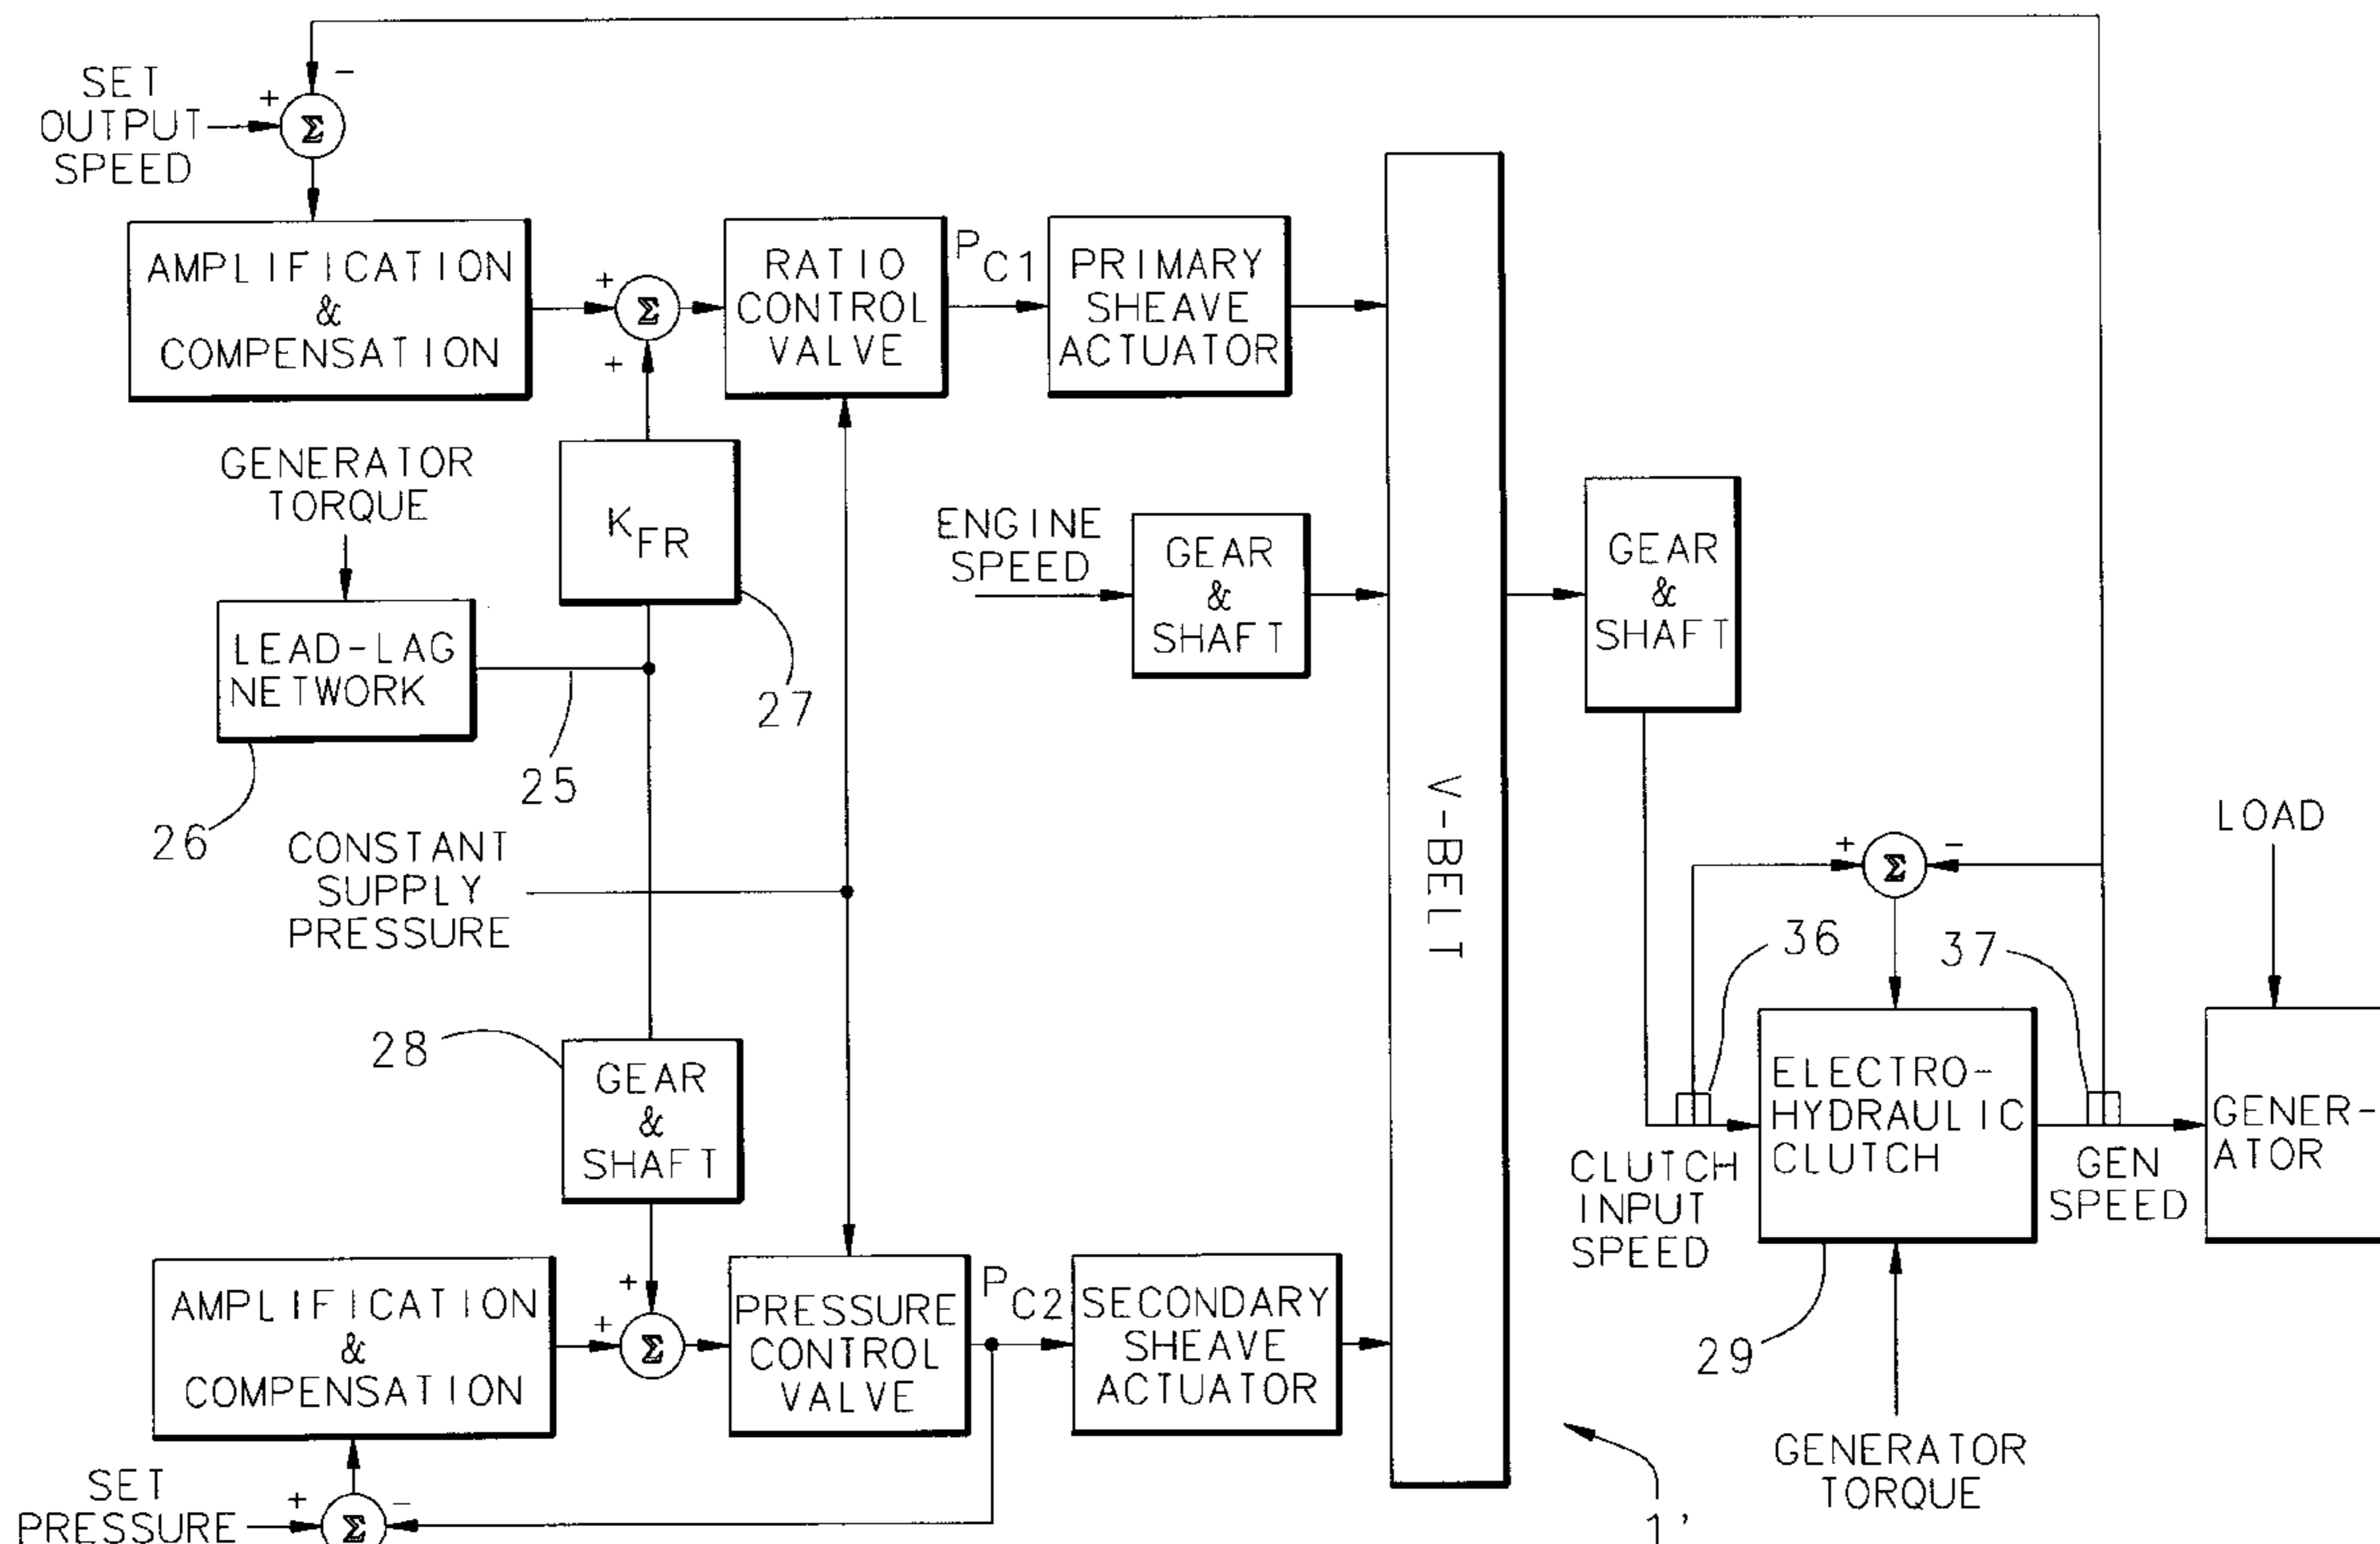 SET
OUTPUT
SPEED
+
-
Σ
AMPLIFICATION
&
COMPENSATION
+
+
Σ
RATIO
CONTROL
VALVE
PC1
PRIMARY
SHEAVE
ACTUATOR
GENERATOR
TORQUE
KFR
27
LEAD-LAG
NETWORK
26
25
ENGINE
SPEED
GEAR
&
SHAFT
V-BELT
GEAR
&
SHAFT
CONSTANT
SUPPLY
PRESSURE
28
GEAR
&
SHAFT
+
-
Σ
36
37
LOAD
CLUTCH
INPUT
SPEED
ELECTRO-
HYDRAULIC
CLUTCH
GEN
SPEED
GENER-
ATOR
29
GENERATOR
TORQUE
AMPLIFICATION
&
COMPENSATION
+
+
Σ
PRESSURE
CONTROL
VALVE
PC2
SECONDARY
SHEAVE
ACTUATOR
SET
PRESSURE
+
-
Σ
1'